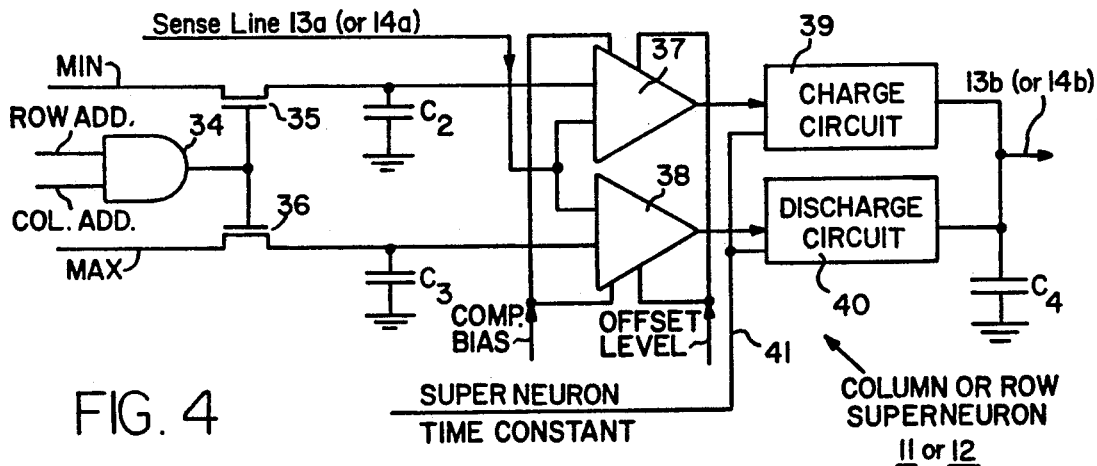 Sense Line 13a (or 14a)
MIN
35
C2
37
39
CHARGE
CIRCUIT
13b (or 14b)
ROW ADD.
34
COL. ADD.
36
MAX
C3
38
DISCHARGE
CIRCUIT
40
C4
COMP.
BIAS
OFFSET
LEVEL
41
SUPER NEURON
TIME CONSTANT
COLUMN OR ROW
SUPERNEURON
11 or 12
FIG. 4